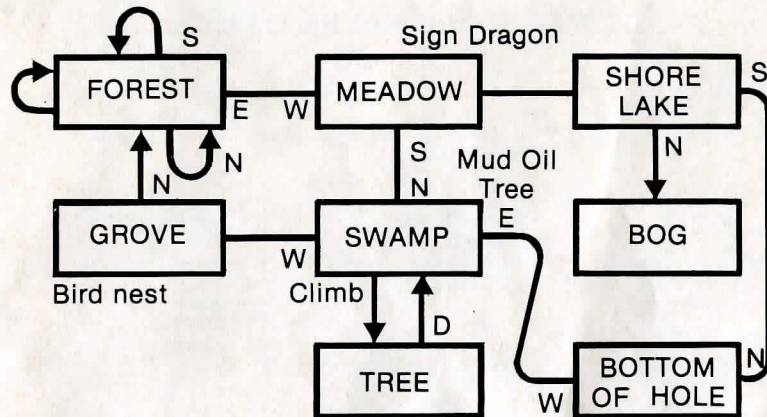 S
Sign Dragon
FOREST
E
W
MEADOW
SHORE
LAKE
S
N
N
S
N
Mud Oil
Tree
E
N
GROVE
W
SWAMP
BOG
Bird nest
Climb
D
TREE
W
BOTTOM
OF HOLE
N